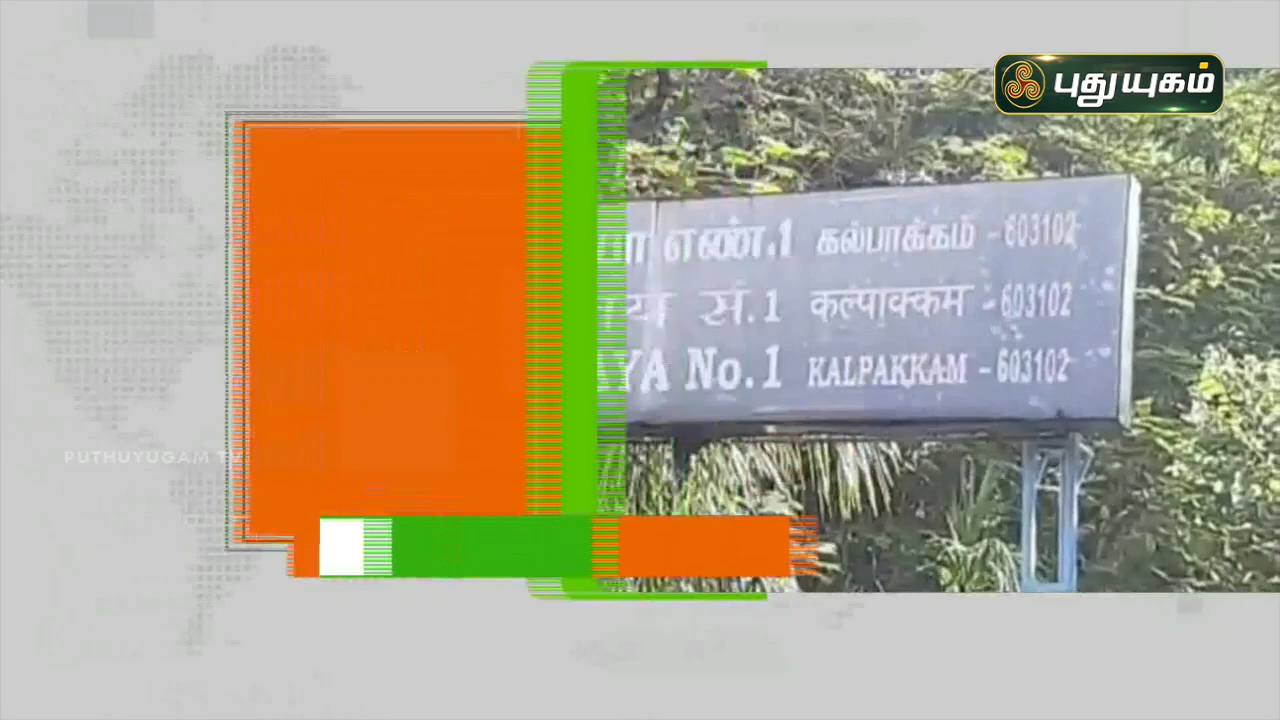 புதுயுகம்
எண்.1 கல்பாக்கம் - 603102
स.1 कल्पाक्कम - 603102
YA No.1 KALPAKKAM - 603102
PUTHUYUGAM TV